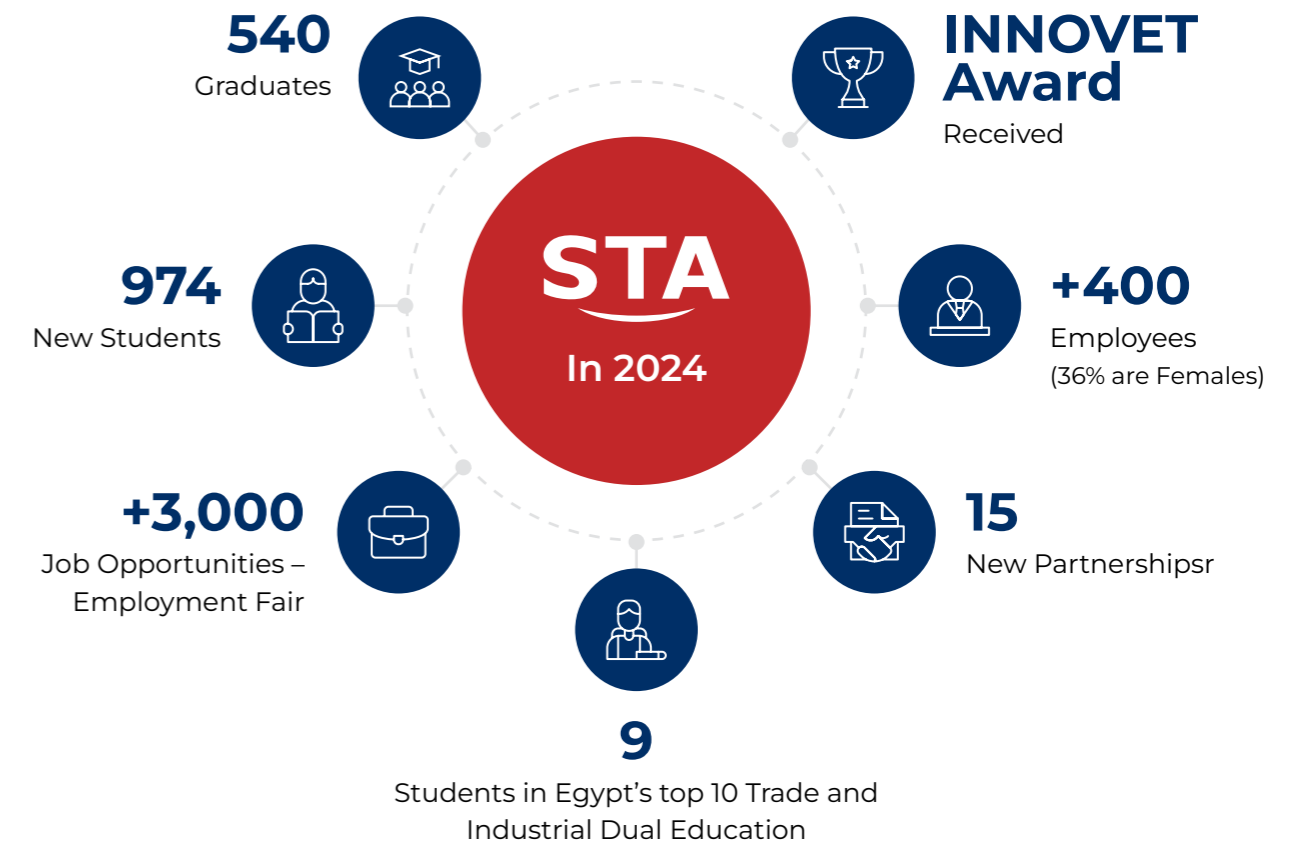 540
Graduates
INNOVET
Award
Received
STA
In 2024
974
New Students
+400
Employees
(36% are Females)
+3,000
Job Opportunities –
Employment Fair
15
New Partnershipsr
9
Students in Egypt’s top 10 Trade and
Industrial Dual Education